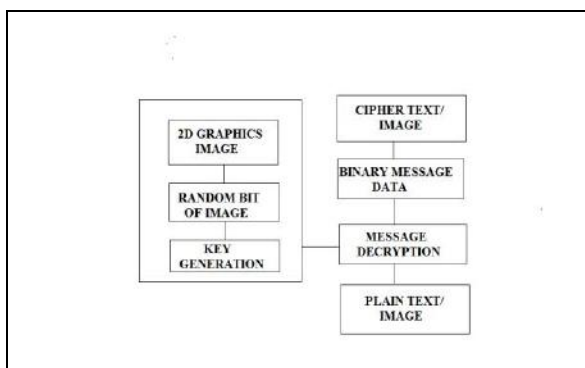 2D GRAPHICS
IMAGE
RANDOM BIT
OF IMAGE
KEY
GENERATION
CIPHER TEXT/
IMAGE
BINARY MESSAGE
DATA
MESSAGE
DECRYPTION
PLAIN TEXT/
IMAGE